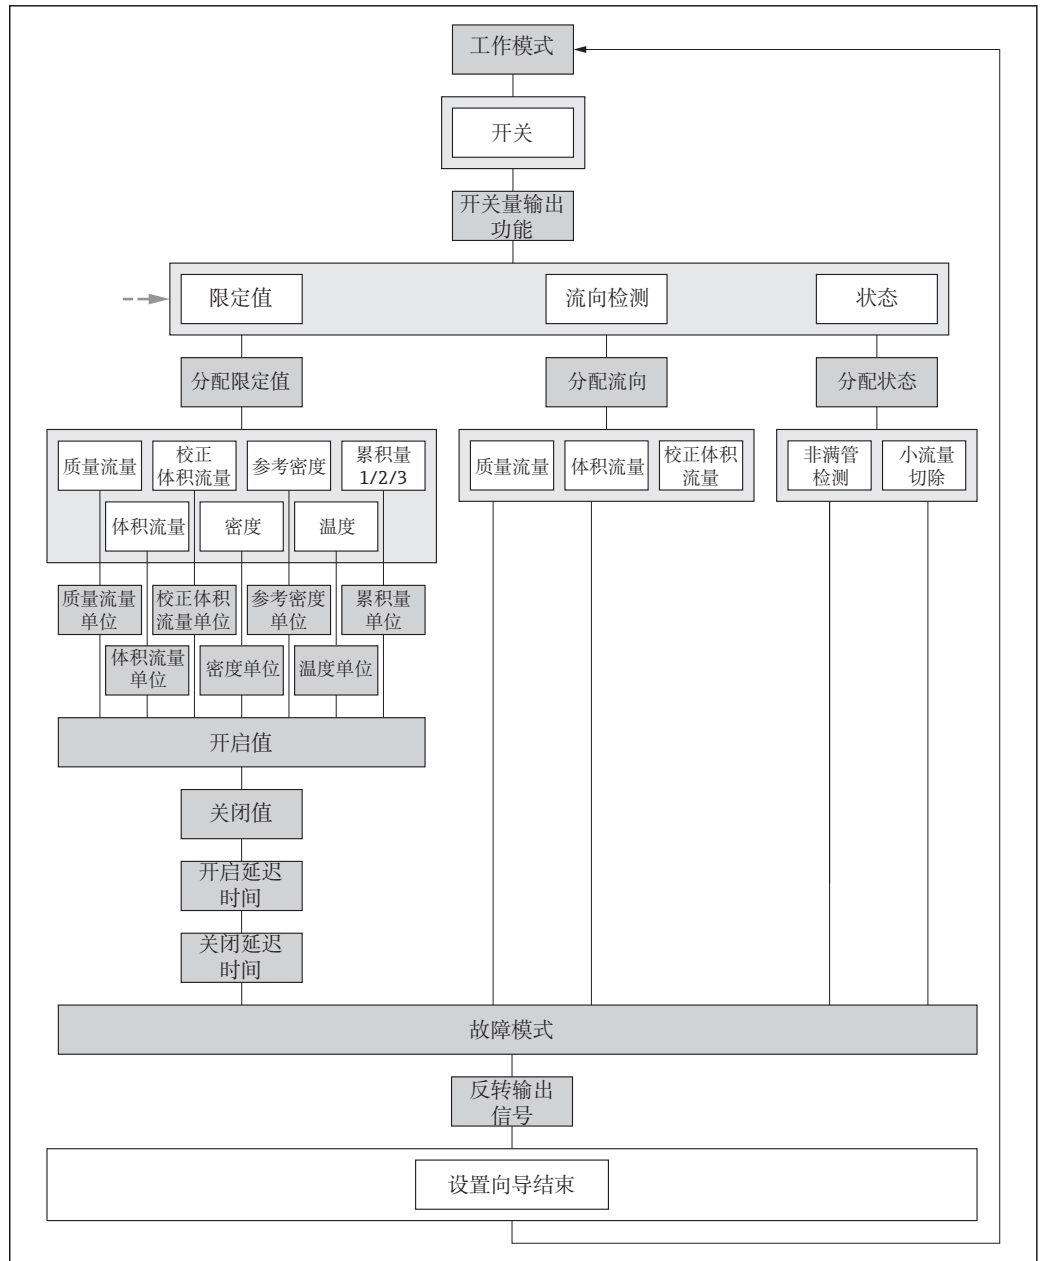 工作模式
开关
开关量输出
功能
限定值
流向检测
状态
分配限定值
分配流向
分配状态
质量流量
校正
体积流量
参考密度
累积量
1/2/3
体积流量
密度
温度
质量流量
体积流量
校正体积
流量
非满管
检测
小流量
切除
质量流量
单位
校正体积
流量单位
参考密度
单位
累积量
单位
体积流量
单位
密度单位
温度单位
开启值
关闭值
开启延迟
时间
关闭延迟
时间
故障模式
反转输出
信号
设置向导结束